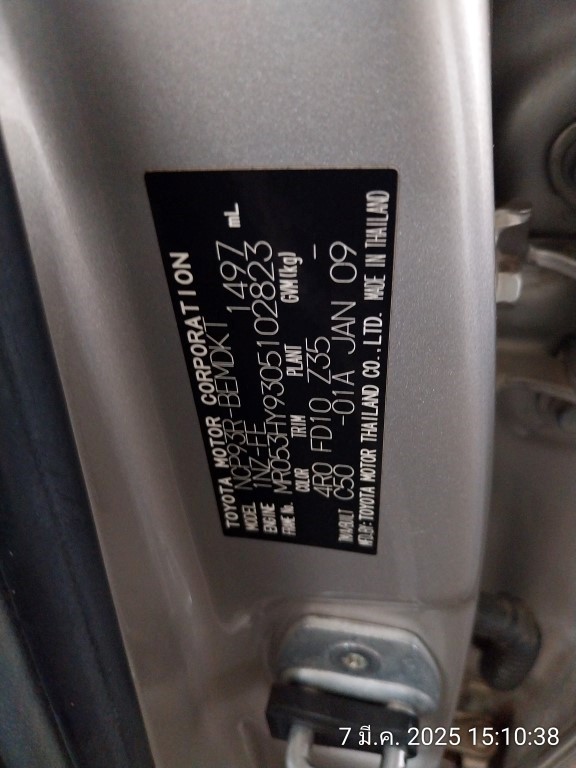 TOYOTA MOTOR CORPORATION
MODEL NCP93R-BEMDKT 1497 mL
ENGINE 1NZ-FE
FRAME No. MR053HY9305102823
COLOR TRIM PLANT GVM(kg)
4R0 FD10 Z35 -
C50 -01A JAN 09
MFD.BY: TOYOTA MOTOR THAILAND CO.,LTD. MADE IN THAILAND
7 มี.ค. 2025 15:10:38